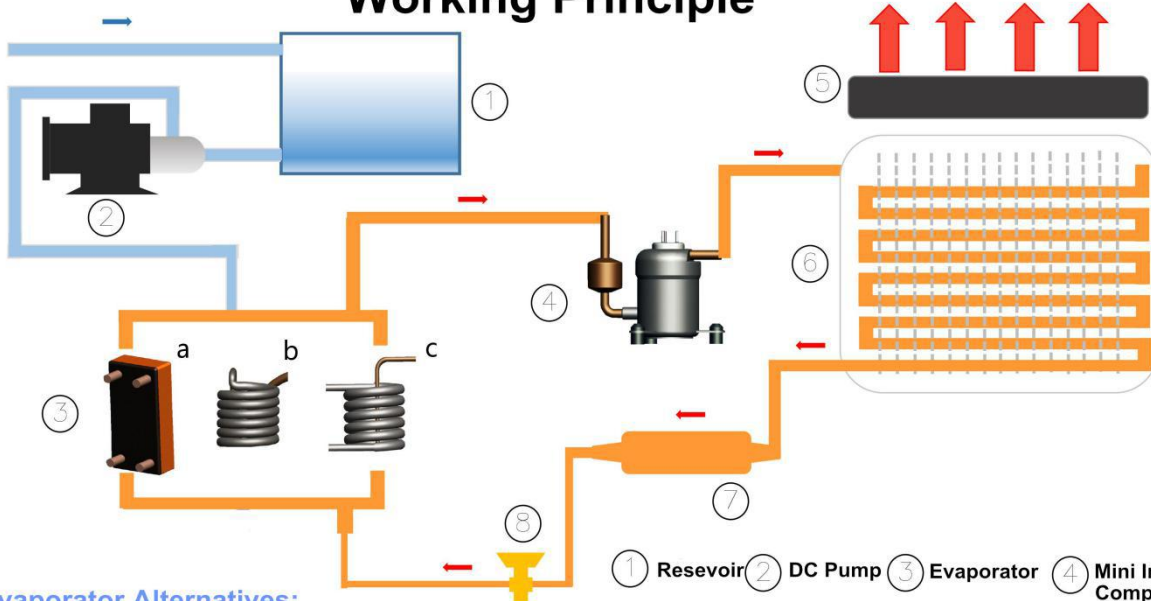 Working Principle
1
5
2
6
4
a
b
c
3
7
8
1 Resevoir 2 DC Pump 3 Evaporator 4 Mini In
Comp
vaporator Alternatives: